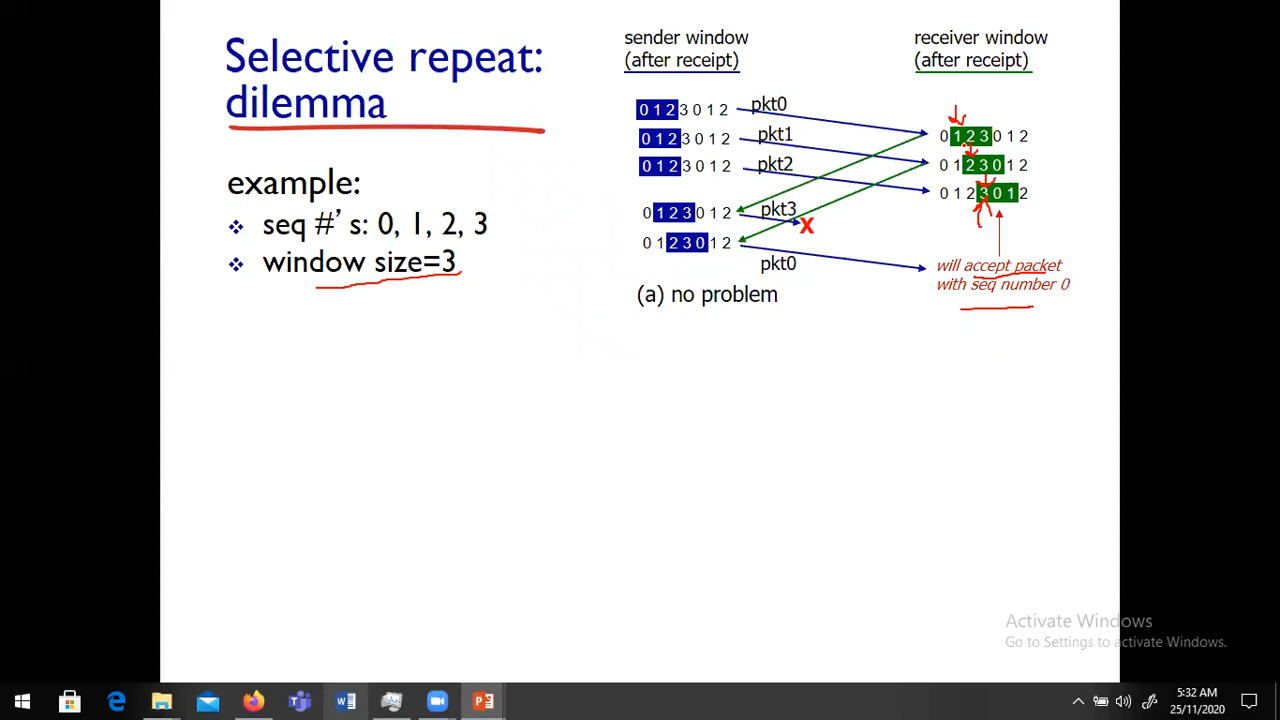 Selective repeat:
dilemma
example:
❖ seq #' s: 0, 1, 2, 3
❖ window size=3
sender window
(after receipt)
receiver window
(after receipt)
0 1 2 3 0 1 2
pkt0
0 1 2 3 0 1 2
0 1 2 3 0 1 2
pkt1
0 1 2 3 0 1 2
0 1 2 3 0 1 2
pkt2
0 1 2 3 0 1 2
0 1 2 3 0 1 2
pkt3
X
0 1 2 3 0 1 2
pkt0
will accept packet
with seq number 0
(a) no problem
Activate Windows
Go to Settings to activate Windows.
5:32 AM
25/11/2020